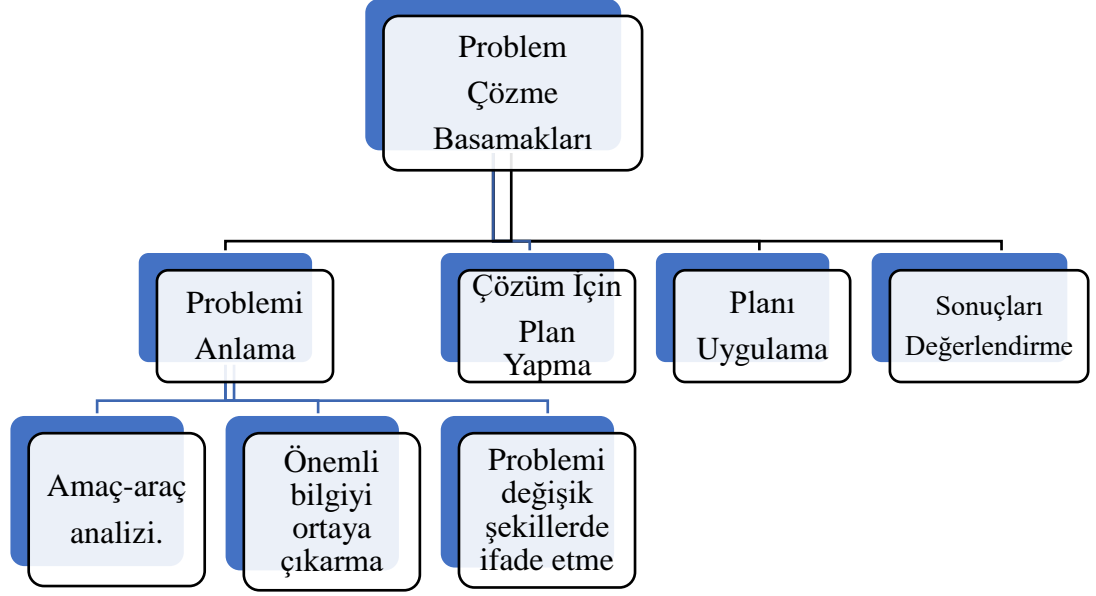 Problem
Çözme
Basamakları
Problemi
Anlama
Çözüm İçin
Plan
Yapma
Planı
Uygulama
Sonuçları
Değerlendirme
Amaç-araç
analizi.
Önemli
bilgiyi
ortaya
çıkarma
Problemi
değişik
şekillerde
ifade etme